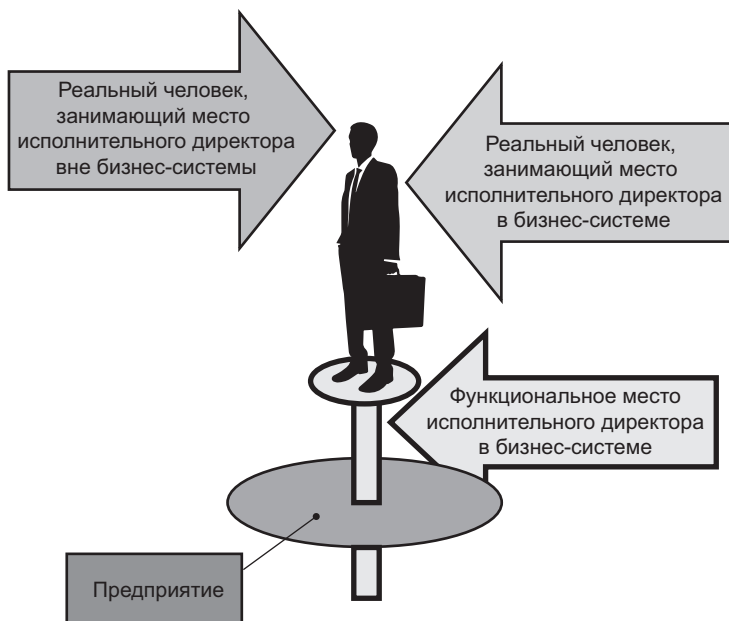 Реальный человек,
занимающий место
исполнительного директора
вне бизнес-системы
Реальный человек,
занимающий место
исполнительного директора
в бизнес-системе
Функциональное место
исполнительного директора
в бизнес-системе
Предприятие